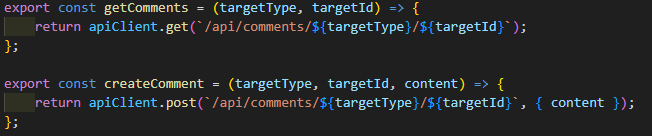 export const getComments = (targetType, targetId) => {
    return apiClient.get(`/api/comments/${targetType}/${targetId}`);
};

export const createComment = (targetType, targetId, content) => {
    return apiClient.post(`/api/comments/${targetType}/${targetId}`, { content });
};